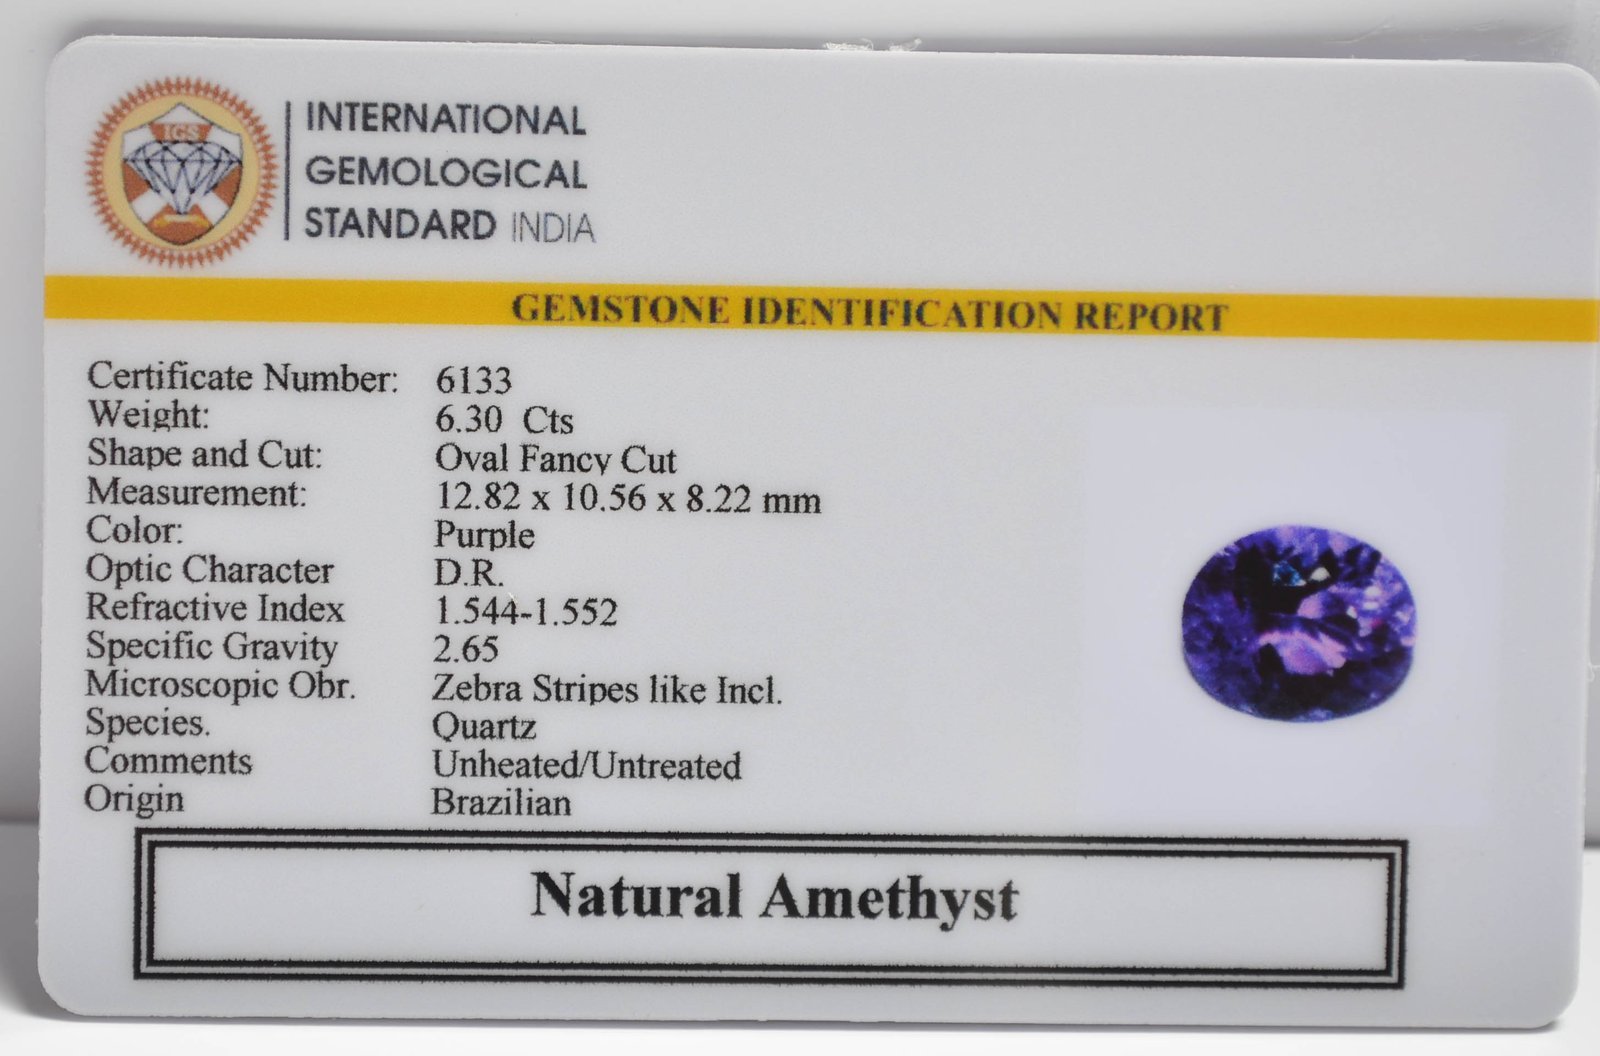 IGS
INTERNATIONAL
GEMOLOGICAL
STANDARD INDIA
GEMSTONE IDENTIFICATION REPORT
Certificate Number: 6133
Weight: 6.30 Cts
Shape and Cut: Oval Fancy Cut
Measurement: 12.82 x 10.56 x 8.22 mm
Color: Purple
Optic Character D.R.
Refractive Index 1.544-1.552
Specific Gravity 2.65
Microscopic Obr. Zebra Stripes like Incl.
Species. Quartz
Comments Unheated/Untreated
Origin Brazilian
Natural Amethyst